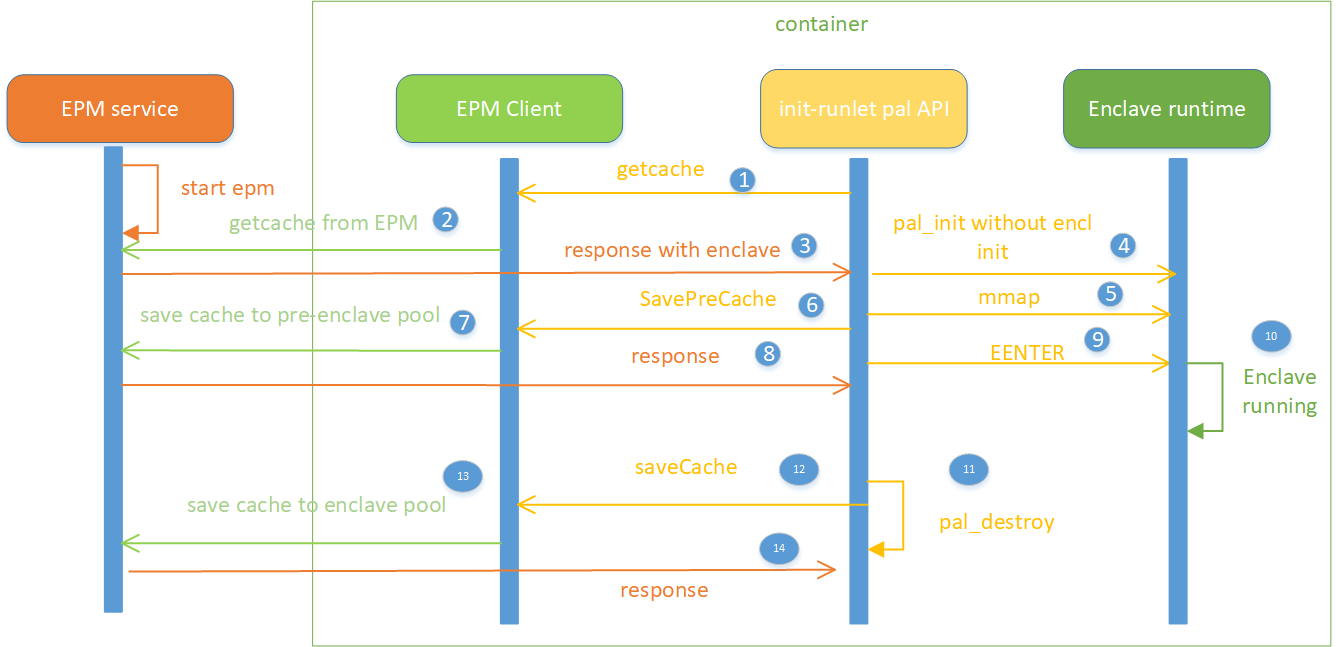 container
EPM service
EPM Client
init-runlet pal API
Enclave runtime
getcache
1
start epm
getcache from EPM
2
response with enclave
3
pal_init without encl
init
4
SavePreCache
6
mmap
5
save cache to pre-enclave pool
7
response
8
EENTER
9
10
Enclave
running
13
saveCache
12
11
save cache to enclave pool
pal_destroy
14
response